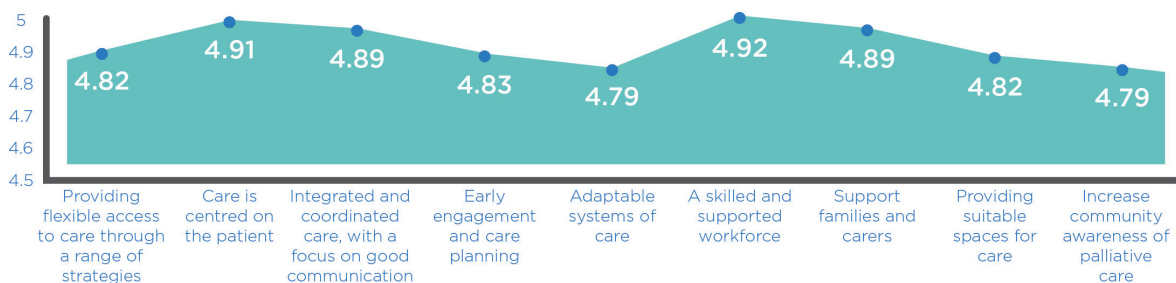 5
4.9
4.8
4.7
4.6
4.5
4.82
4.91
4.89
4.83
4.79
4.92
4.89
4.82
4.79
Providing
flexible access
to care through
a range of
strategies
Care is
centred on
the patient
Integrated and
coordinated
care, with a
focus on good
communication
Early
engagement
and care
planning
Adaptable
systems of
care
A skilled and
supported
workforce
Support
families and
carers
Providing
suitable
spaces for
care
Increase
community
awareness of
palliative
care